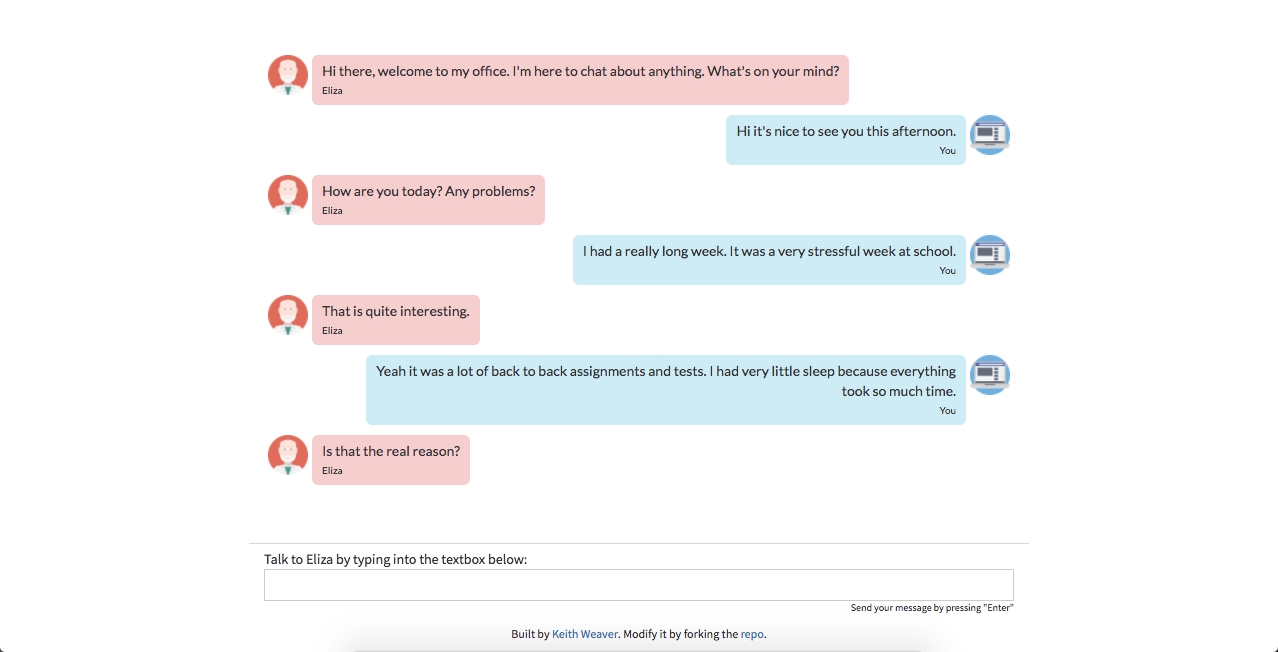 Hi there, welcome to my office. I'm here to chat about anything. What's on your mind?
Eliza
Hi it's nice to see you this afternoon.
You
How are you today? Any problems?
Eliza
I had a really long week. It was a very stressful week at school.
You
That is quite interesting.
Eliza
Yeah it was a lot of back to back assignments and tests. I had very little sleep because everything
took so much time.
You
Is that the real reason?
Eliza
Talk to Eliza by typing into the textbox below:
Send your message by pressing "Enter"
Built by Keith Weaver. Modify it by forking the repo.